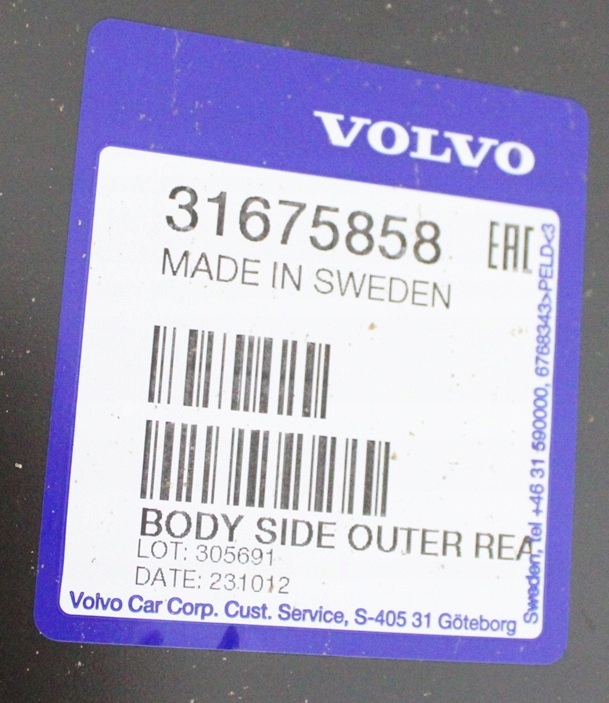 VOLVO
31675858
EAC
MADE IN SWEDEN
BODY SIDE OUTER REA
LOT: 305691
DATE: 231012
Volvo Car Corp. Cust. Service, S-405 31 Göteborg
Sweden, tel +46 31 590000, 6768343>PELD<3